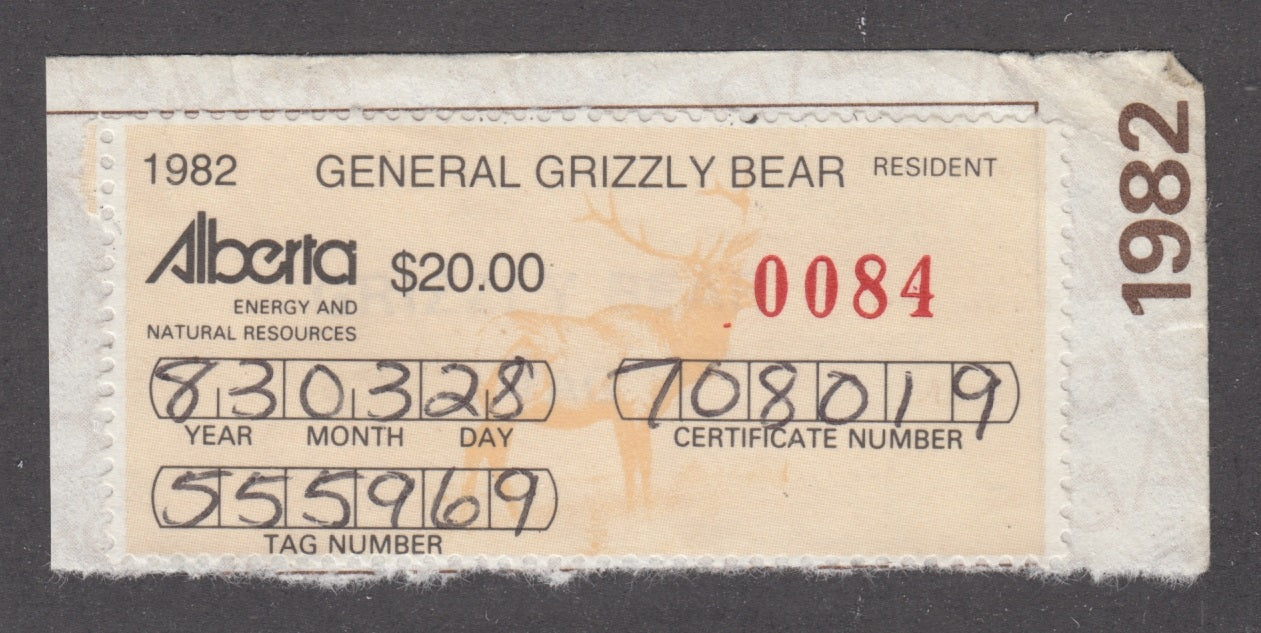 1982 GENERAL GRIZZLY BEAR RESIDENT
Alberta $20.00 0084
ENERGY AND
NATURAL RESOURCES
830328 708019
YEAR MONTH DAY CERTIFICATE NUMBER
555969
TAG NUMBER
1982